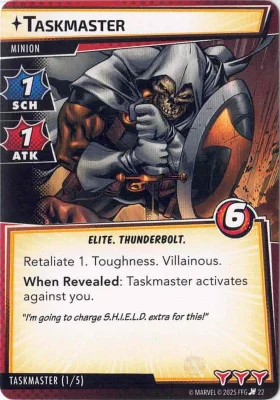 TASKMASTER
MINION
1
SCH
1
ATK
6
ELITE. THUNDERBOLT.
Retaliate 1. Toughness. Villainous.
When Revealed: Taskmaster activates
against you.
"I'm going to charge S.H.I.E.L.D. extra for this!"
TASKMASTER (1/5)
© MARVEL © 2025 FFG 22